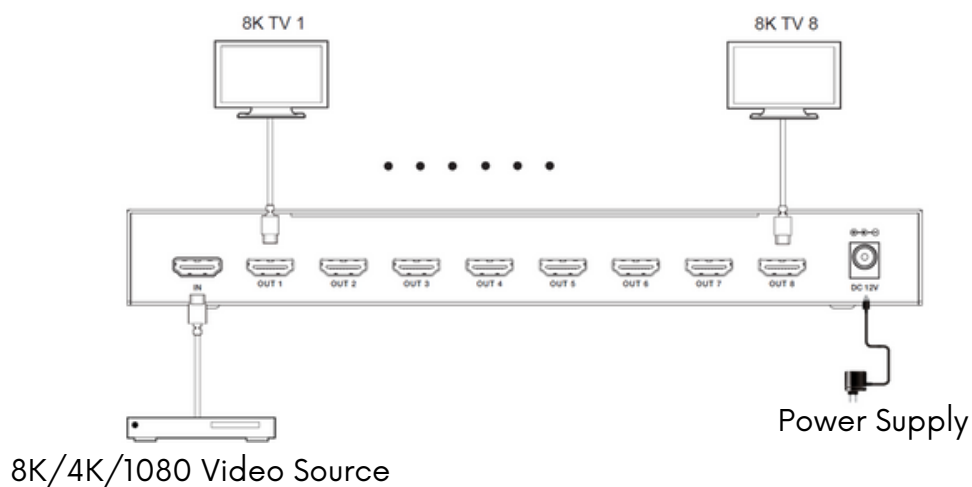 8K TV 1
8K TV 8
IN
OUT 1
OUT 2
OUT 3
OUT 4
OUT 5
OUT 6
OUT 7
OUT 8
DC 12V
Power Supply
8K/4K/1080 Video Source